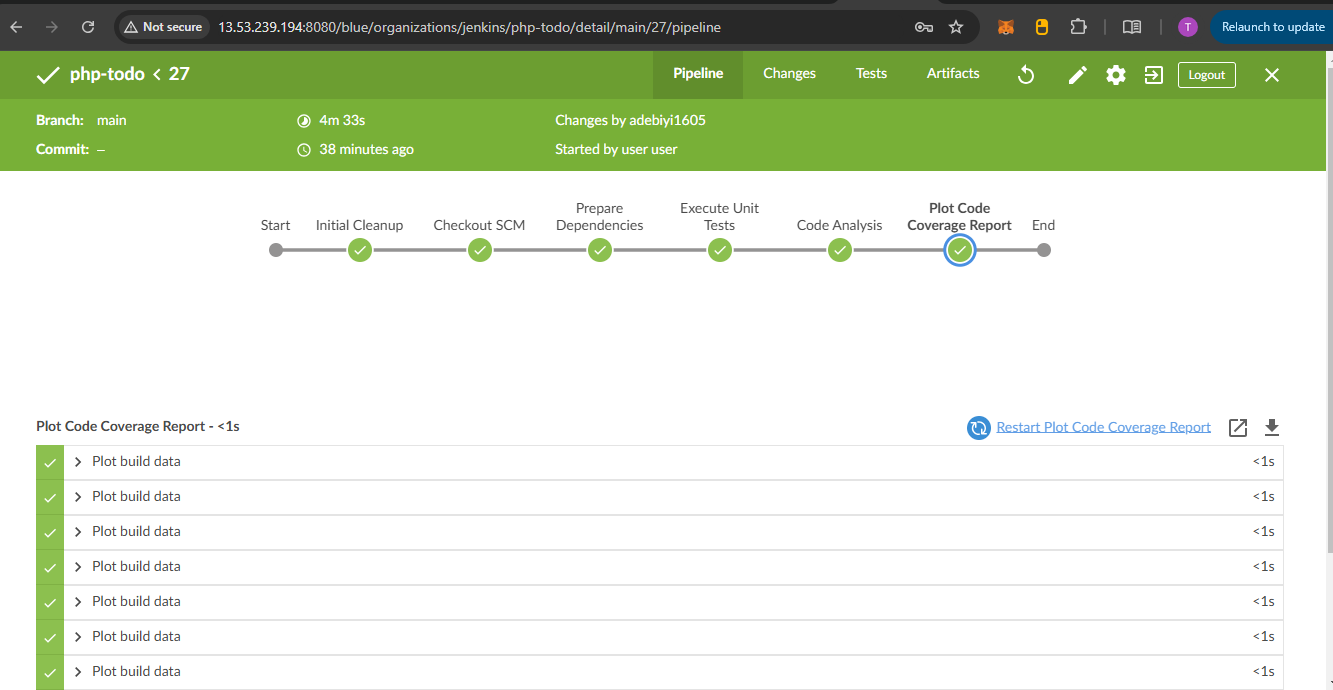 Not secure 13.53.239.194:8080/blue/organizations/jenkins/php-todo/detail/main/27/pipeline T Relaunch to update
php-todo < 27 Pipeline Changes Tests Artifacts Logout
Branch: main 4m 33s Changes by adebiyi1605
Commit: – 38 minutes ago Started by user user
Start Initial Cleanup Checkout SCM Prepare Dependencies Execute Unit Tests Code Analysis Plot Code Coverage Report End
Plot Code Coverage Report - <1s Restart Plot Code Coverage Report
Plot build data <1s
Plot build data <1s
Plot build data <1s
Plot build data <1s
Plot build data <1s
Plot build data <1s
Plot build data <1s